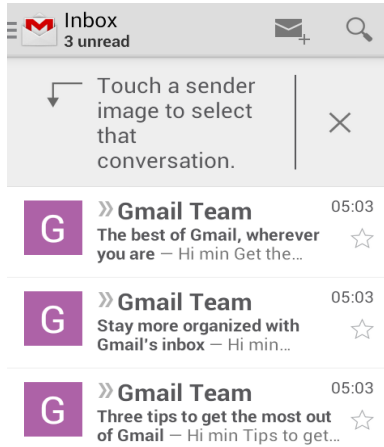 Inbox
3 unread
Touch a sender
image to select
that
conversation.
G
Gmail Team
05:03
The best of Gmail, wherever
you are — Hi min Get the...
G
Gmail Team
05:03
Stay more organized with
Gmail's inbox — Hi min...
G
Gmail Team
05:03
Three tips to get the most out
of Gmail — Hi min Tips to get...